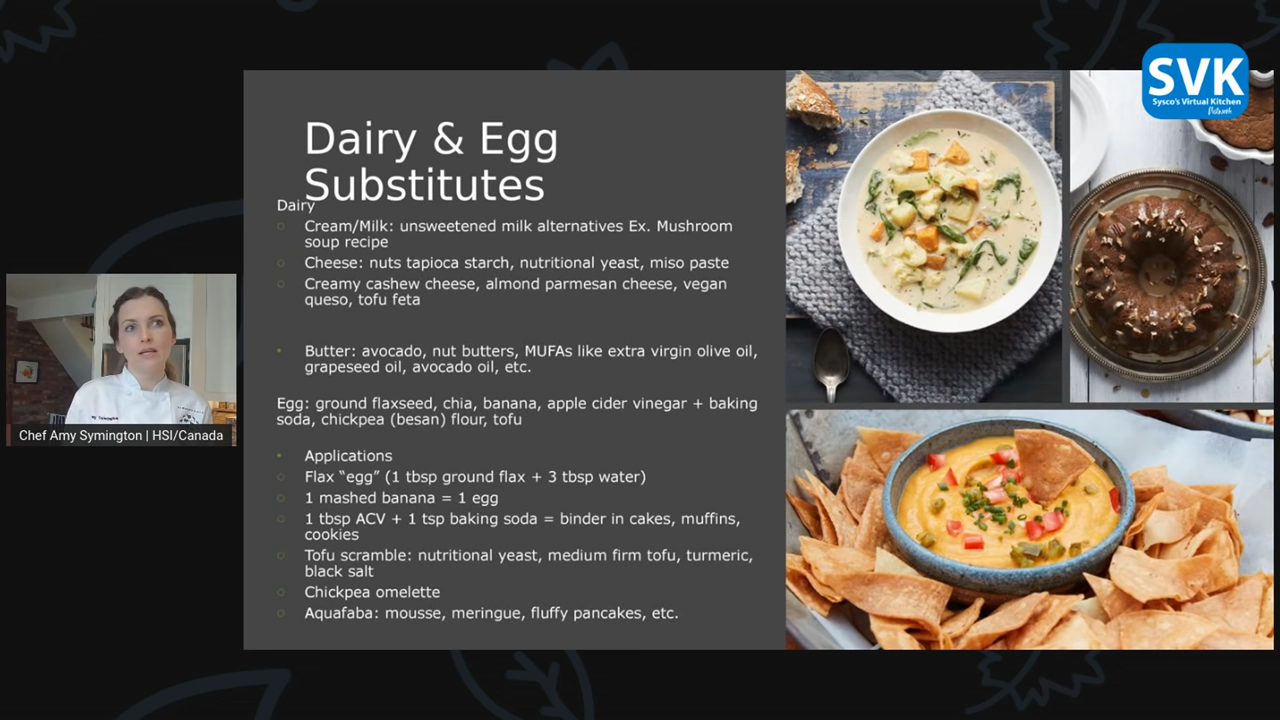 SVK
Sysco's Virtual Kitchen
Network
Dairy & Egg
Substitutes
Dairy
Cream/Milk: unsweetened milk alternatives Ex. Mushroom
soup recipe
Cheese: nuts tapioca starch, nutritional yeast, miso paste
Creamy cashew cheese, almond parmesan cheese, vegan
queso, tofu feta
Butter: avocado, nut butters, MUFAs like extra virgin olive oil,
grapeseed oil, avocado oil, etc.
Egg: ground flaxseed, chia, banana, apple cider vinegar + baking
soda, chickpea (besan) flour, tofu
Applications
Flax “egg” (1 tbsp ground flax + 3 tbsp water)
1 mashed banana = 1 egg
1 tbsp ACV + 1 tsp baking soda = binder in cakes, muffins,
cookies
Tofu scramble: nutritional yeast, medium firm tofu, turmeric,
black salt
Chickpea omelette
Aquafaba: mousse, meringue, fluffy pancakes, etc.
Chef Amy Symington | HSI/Canada